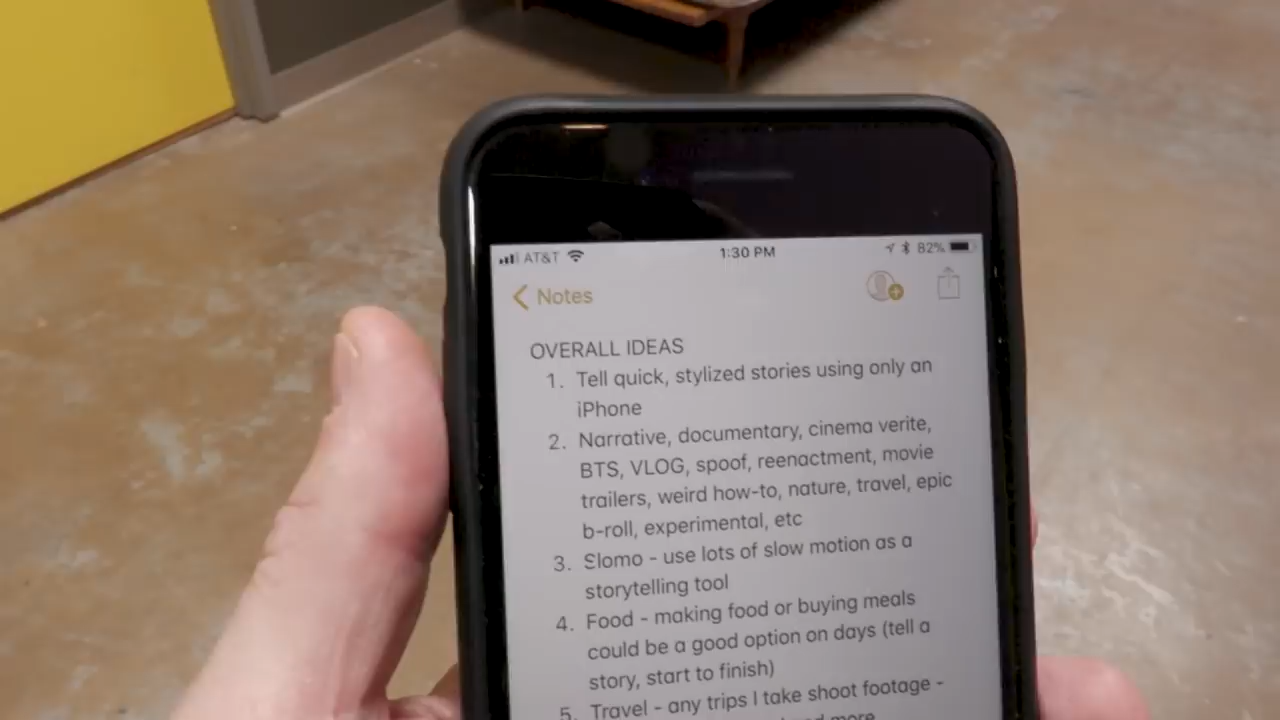 AT&T 1:30 PM 82%
Notes
OVERALL IDEAS
1. Tell quick, stylized stories using only an
iPhone
2. Narrative, documentary, cinema verite,
BTS, VLOG, spoof, reenactment, movie
trailers, weird how-to, nature, travel, epic
b-roll, experimental, etc
3. Slomo - use lots of slow motion as a
storytelling tool
4. Food - making food or buying meals
could be a good option on days (tell a
story, start to finish)
5. Travel - any trips I take shoot footage -
more